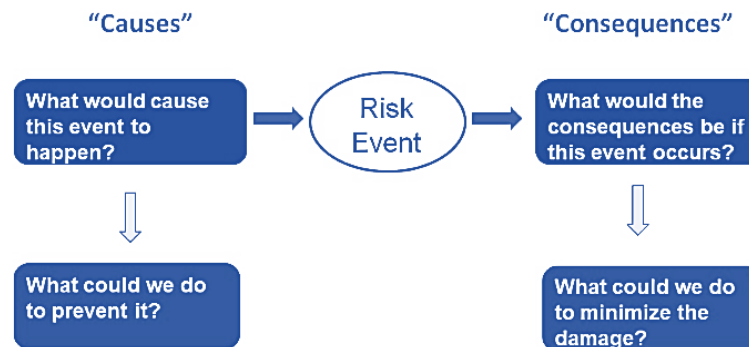 “Causes”
“Consequences”
What would cause
this event to
happen?
Risk
Event
What would the
consequences be if
this event occurs?
What could we do
to prevent it?
What could we do
to minimize the
damage?